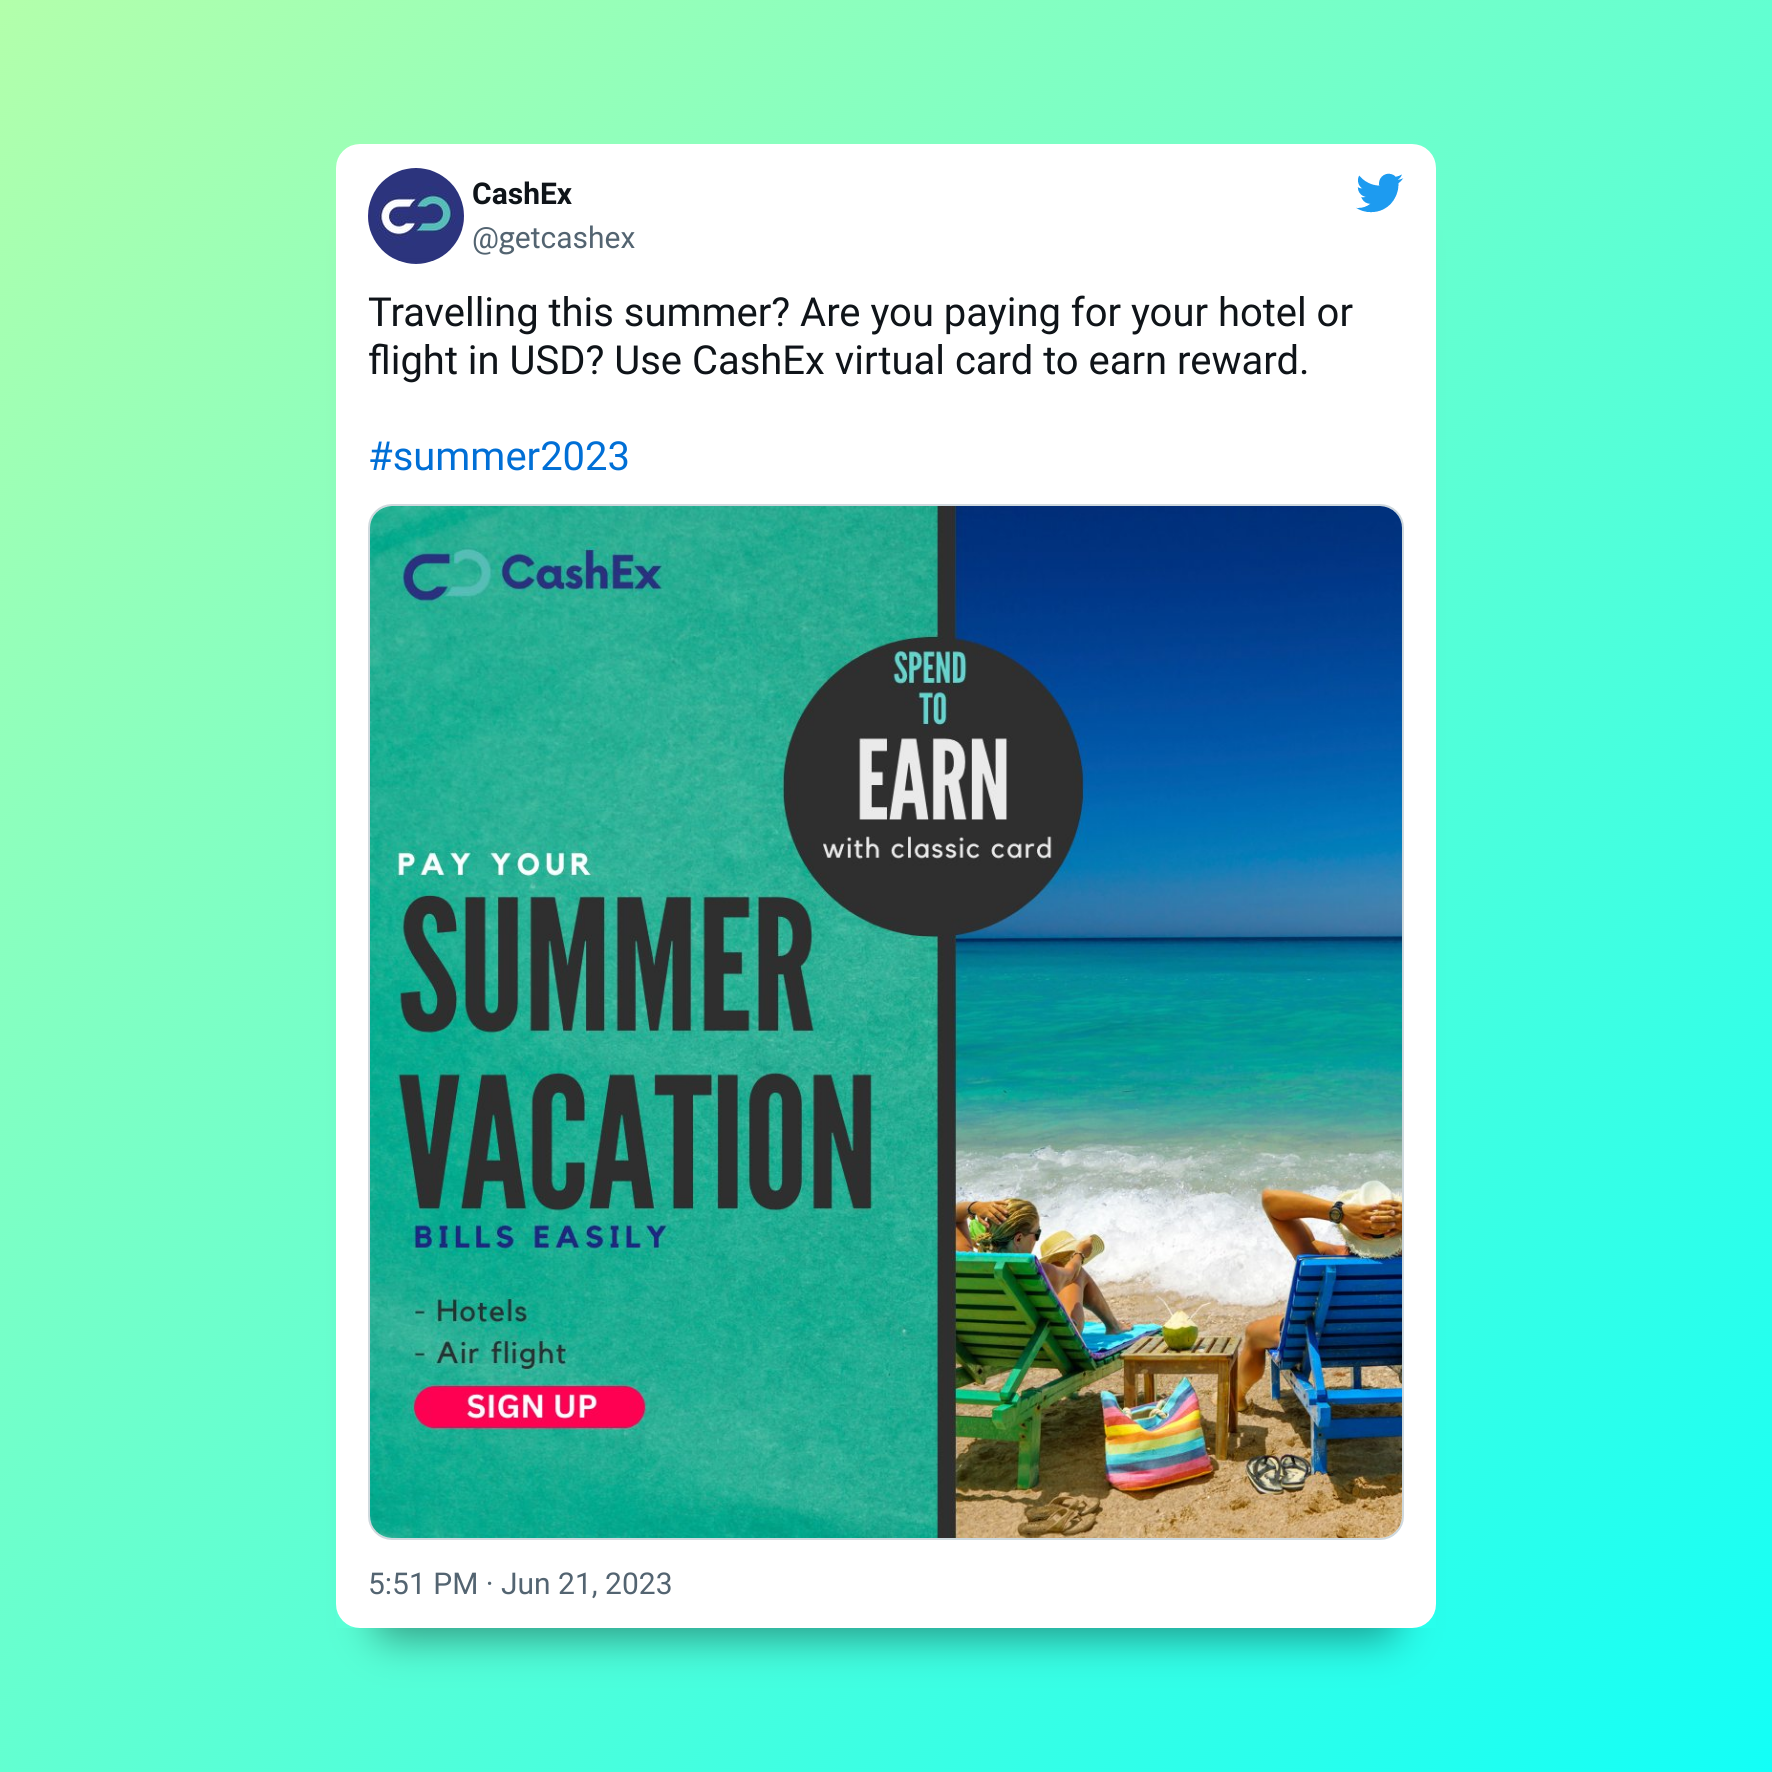 CashEx
@getcashex
Travelling this summer? Are you paying for your hotel or
flight in USD? Use CashEx virtual card to earn reward.
#summer2023
CashEx
SPEND
TO
EARN
with classic card
PAY YOUR
SUMMER
VACATION
BILLS EASILY
- Hotels
- Air flight
SIGN UP
5:51 PM · Jun 21, 2023